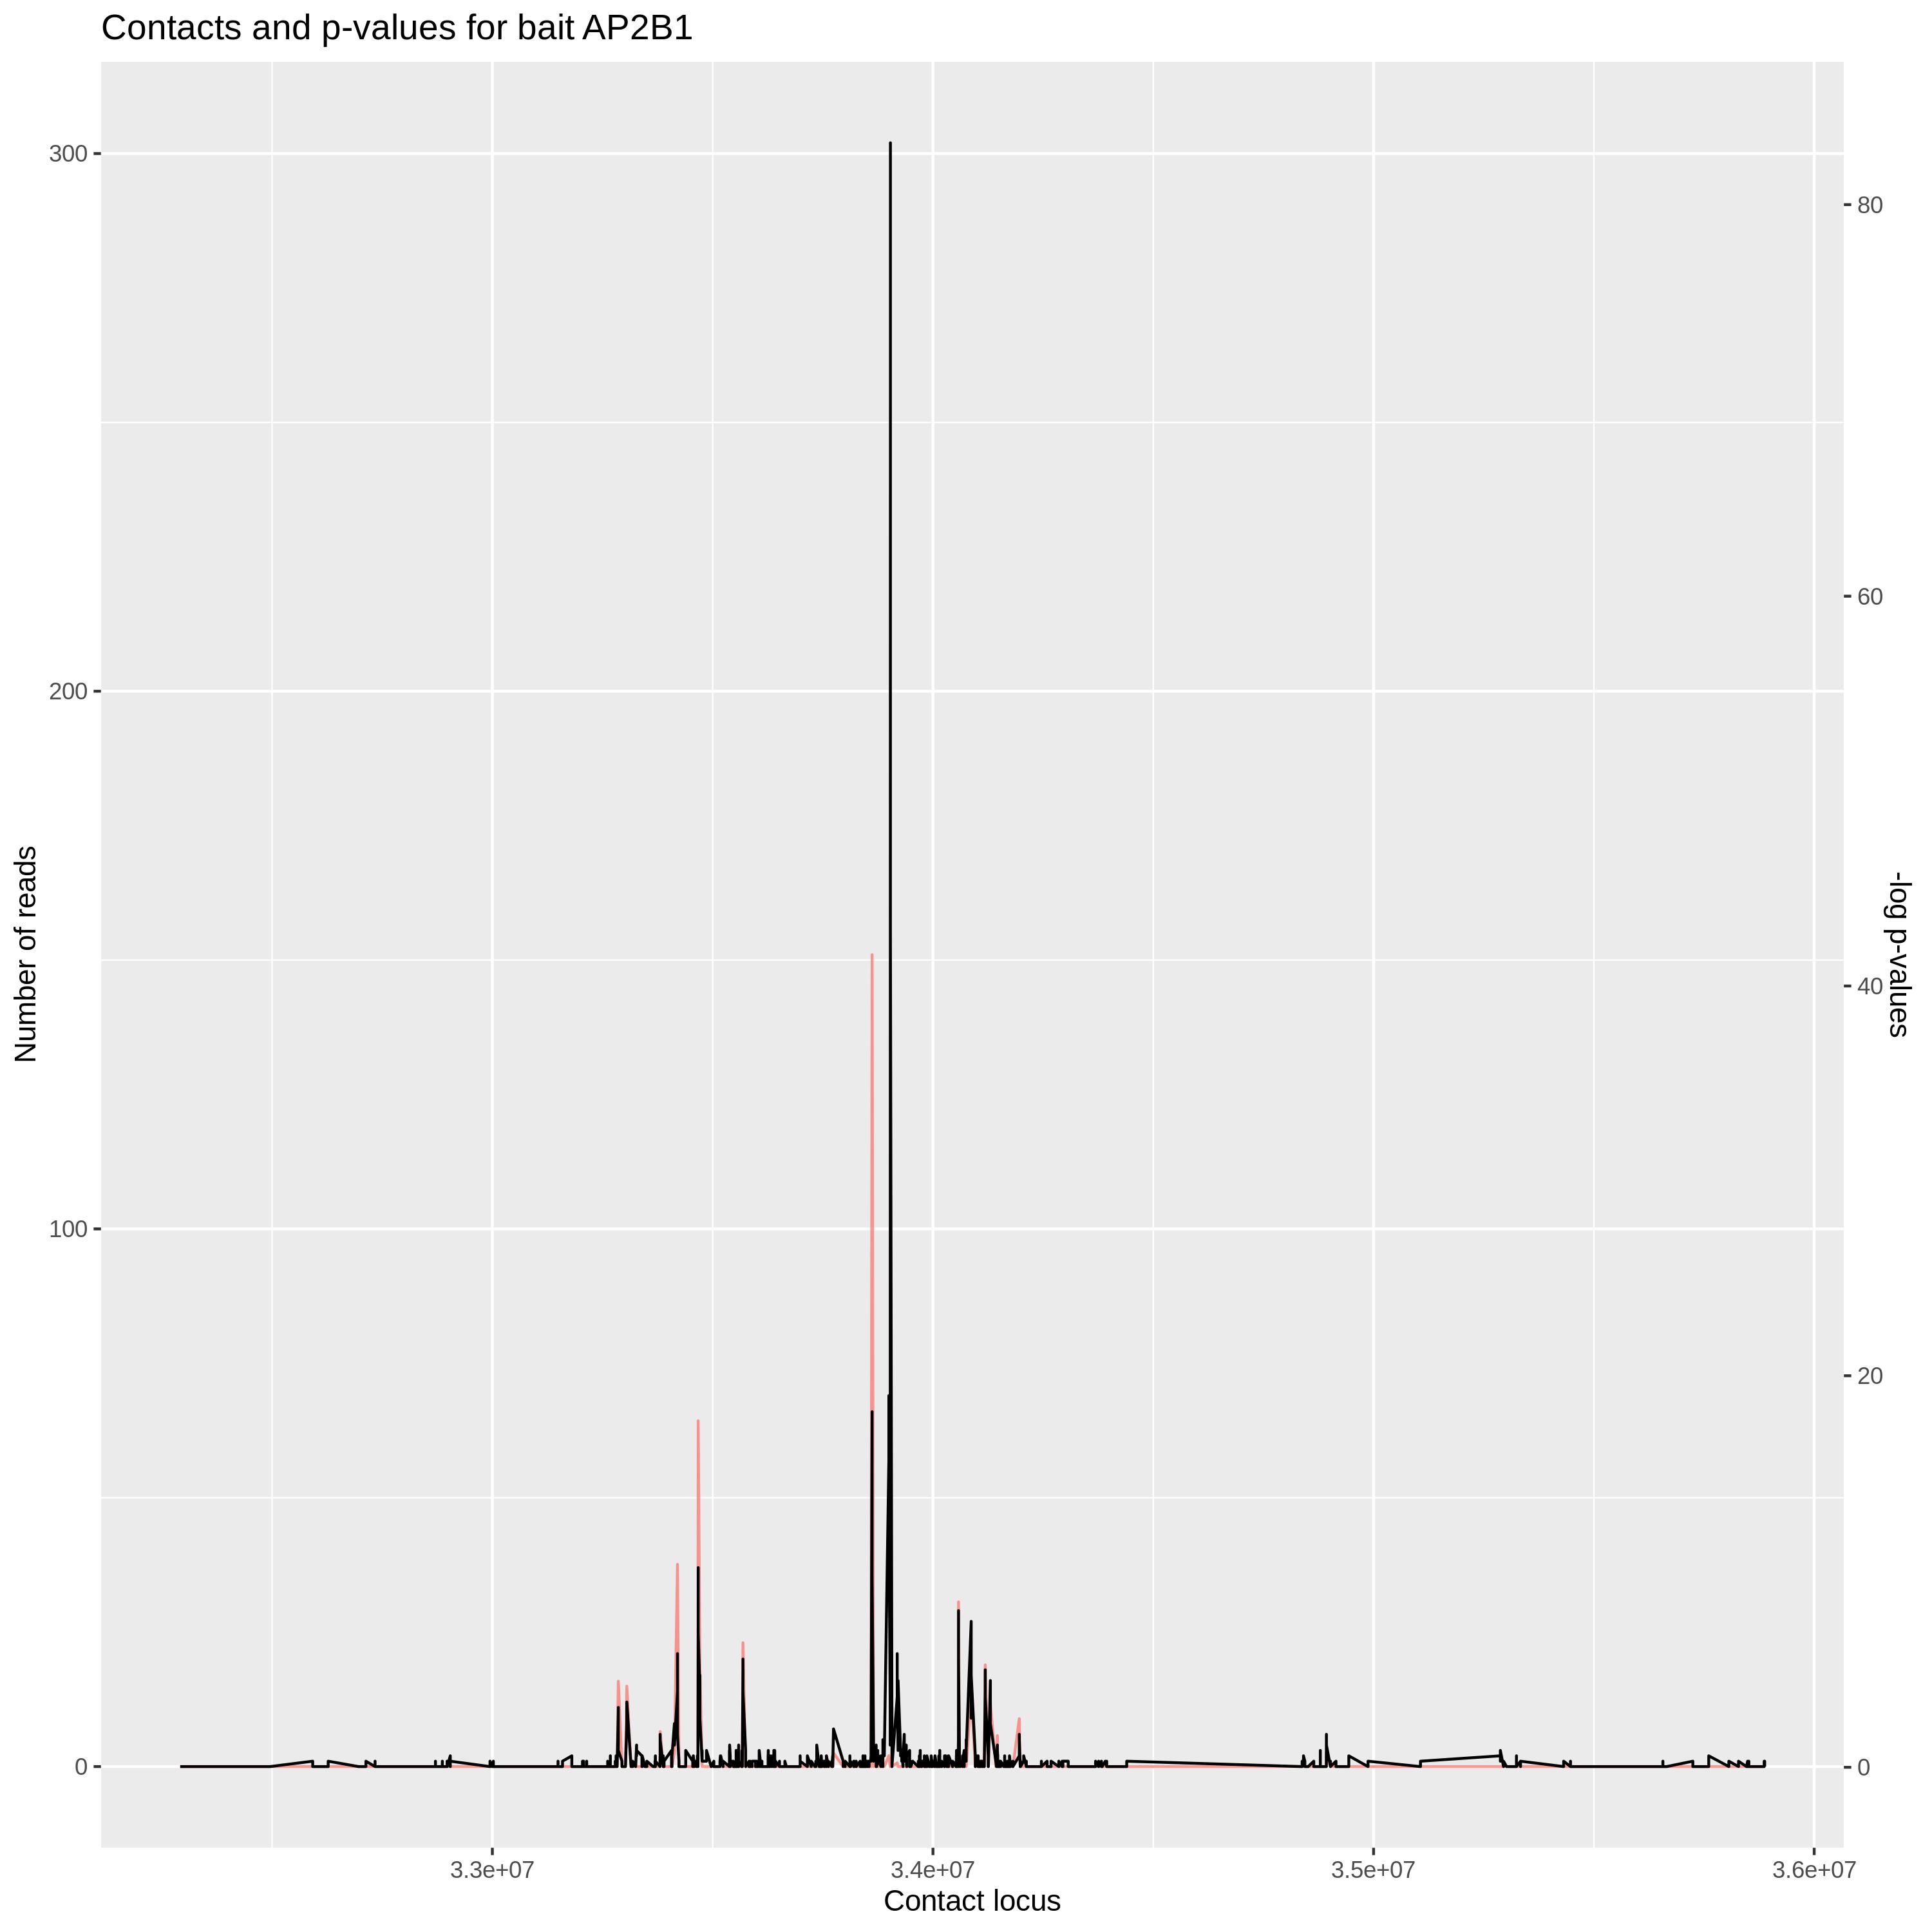 Contacts and p-values for bait AP2B1
300
200
100
0
80
60
40
20
0
Number of reads
-log p-values
3.3e+07
3.4e+07
3.5e+07
3.6e+07
Contact locus